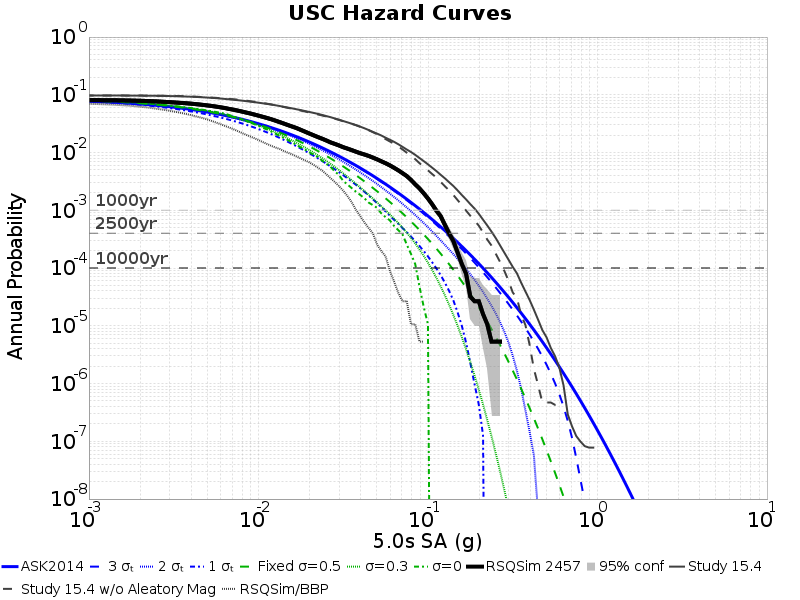 USC Hazard Curves
Annual Probability
10^0
10^-1
10^-2
10^-3
10^-4
10^-5
10^-6
10^-7
10^-8
1000yr
2500yr
10000yr
10^-3 10^-2 10^-1 10^0 10^1
5.0s SA (g)
ASK2014 3 σₜ 2 σₜ 1 σₜ Fixed σ=0.5 σ=0.3 σ=0 RSQSim 2457 95% conf Study 15.4
Study 15.4 w/o Aleatory Mag RSQSim/BBP